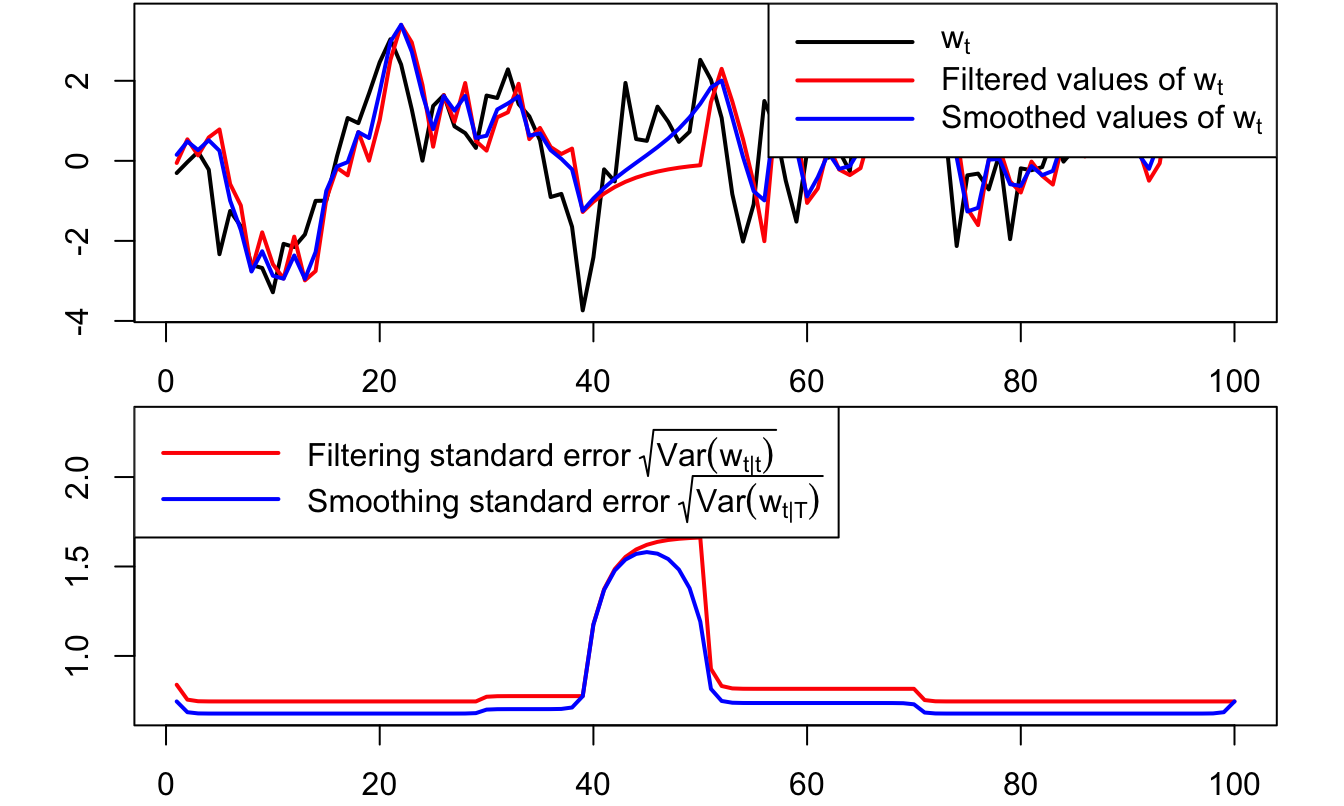 w_t
Filtered values of w_t
Smoothed values of w_t
2
0
-2
-4
0 20 40 60 80 100
Filtering standard error √Var(w_t|t)
Smoothing standard error √Var(w_t|T)
2.0
1.5
1.0
0 20 40 60 80 100